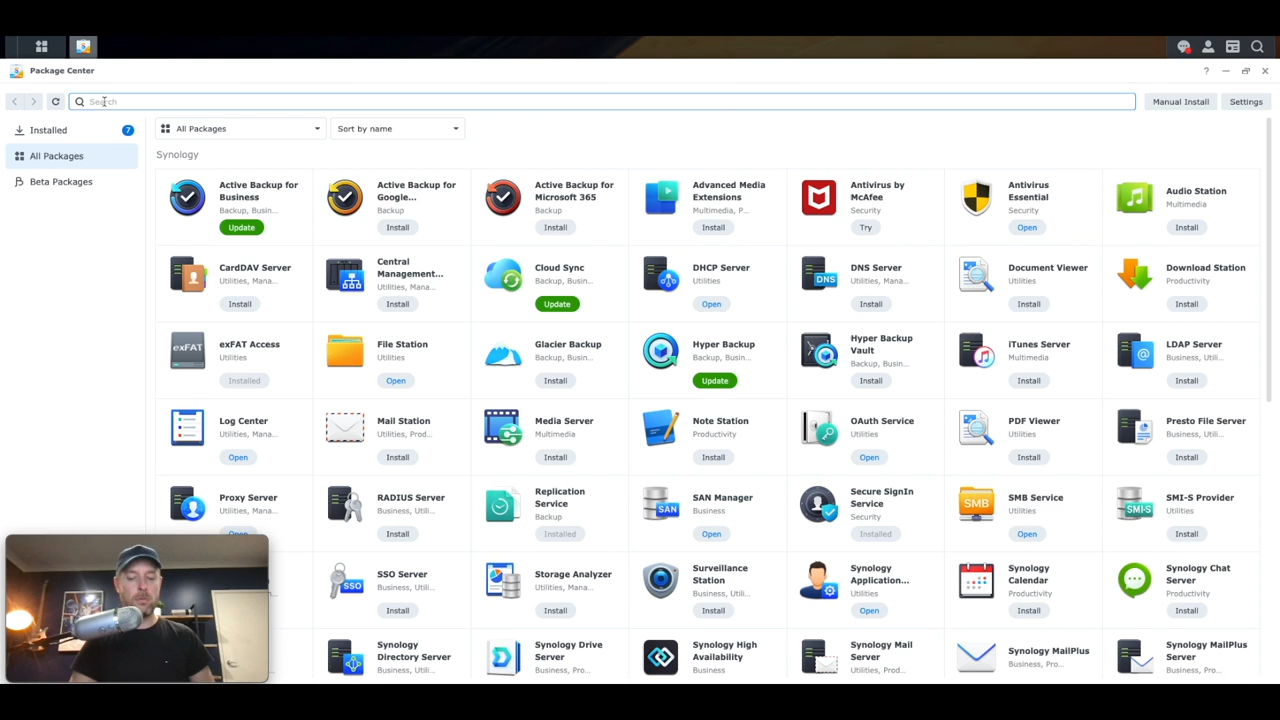 Package Center
Search
Manual Install
Settings
Installed
7
All Packages
Beta Packages
All Packages
Sort by name
Synology
Active Backup for
Business
Backup, Busin...
Update
Active Backup for
Google...
Backup
Install
Active Backup for
Microsoft 365
Backup
Install
Advanced Media
Extensions
Multimedia, P...
Install
Antivirus by
McAfee
Security
Try
Antivirus
Essential
Security
Open
Audio Station
Multimedia
Install
CardDAV Server
Utilities, Mana...
Install
Central
Management...
Utilities, Mana...
Install
Cloud Sync
Backup, Busin...
Update
DHCP Server
Utilities
Open
DNS
DNS Server
Utilities, Mana...
Install
Document Viewer
Utilities
Install
Download Station
Productivity
Install
exFAT
exFAT Access
Utilities
Installed
File Station
Utilities
Open
Glacier Backup
Backup, Busin...
Install
Hyper Backup
Backup, Busin...
Update
Hyper Backup
Vault
Backup, Busin...
Install
iTunes Server
Multimedia
Install
LDAP Server
Business, Utili...
Install
Log Center
Utilities, Mana...
Open
Mail Station
Utilities, Prod...
Install
Media Server
Multimedia
Install
Note Station
Productivity
Install
OAuth Service
Utilities
Open
PDF Viewer
Utilities
Install
Presto File Server
Business, Utili...
Install
Proxy Server
Utilities, Mana...
Open
RADIUS Server
Business, Utili...
Install
Replication
Service
Backup
Installed
SAN
SAN Manager
Business
Open
Secure SignIn
Service
Security
Installed
SMB
SMB Service
Utilities
Open
SMI-S
SMI-S Provider
Utilities
Install
SSO
SSO Server
Business, Utili...
Install
Storage Analyzer
Utilities, Mana...
Install
Surveillance
Station
Business, Utili...
Install
Synology
Application...
Utilities
Open
Synology
Calendar
Productivity
Install
Synology Chat
Server
Productivity
Install
Synology
Directory Server
Business, Utili...
Synology Drive
Server
Business, Pro...
Synology High
Availability
Business
Synology Mail
Server
Utilities, Prod...
Synology MailPlus
Business, Pro...
Synology MailPlus
Server
Business, Pro...